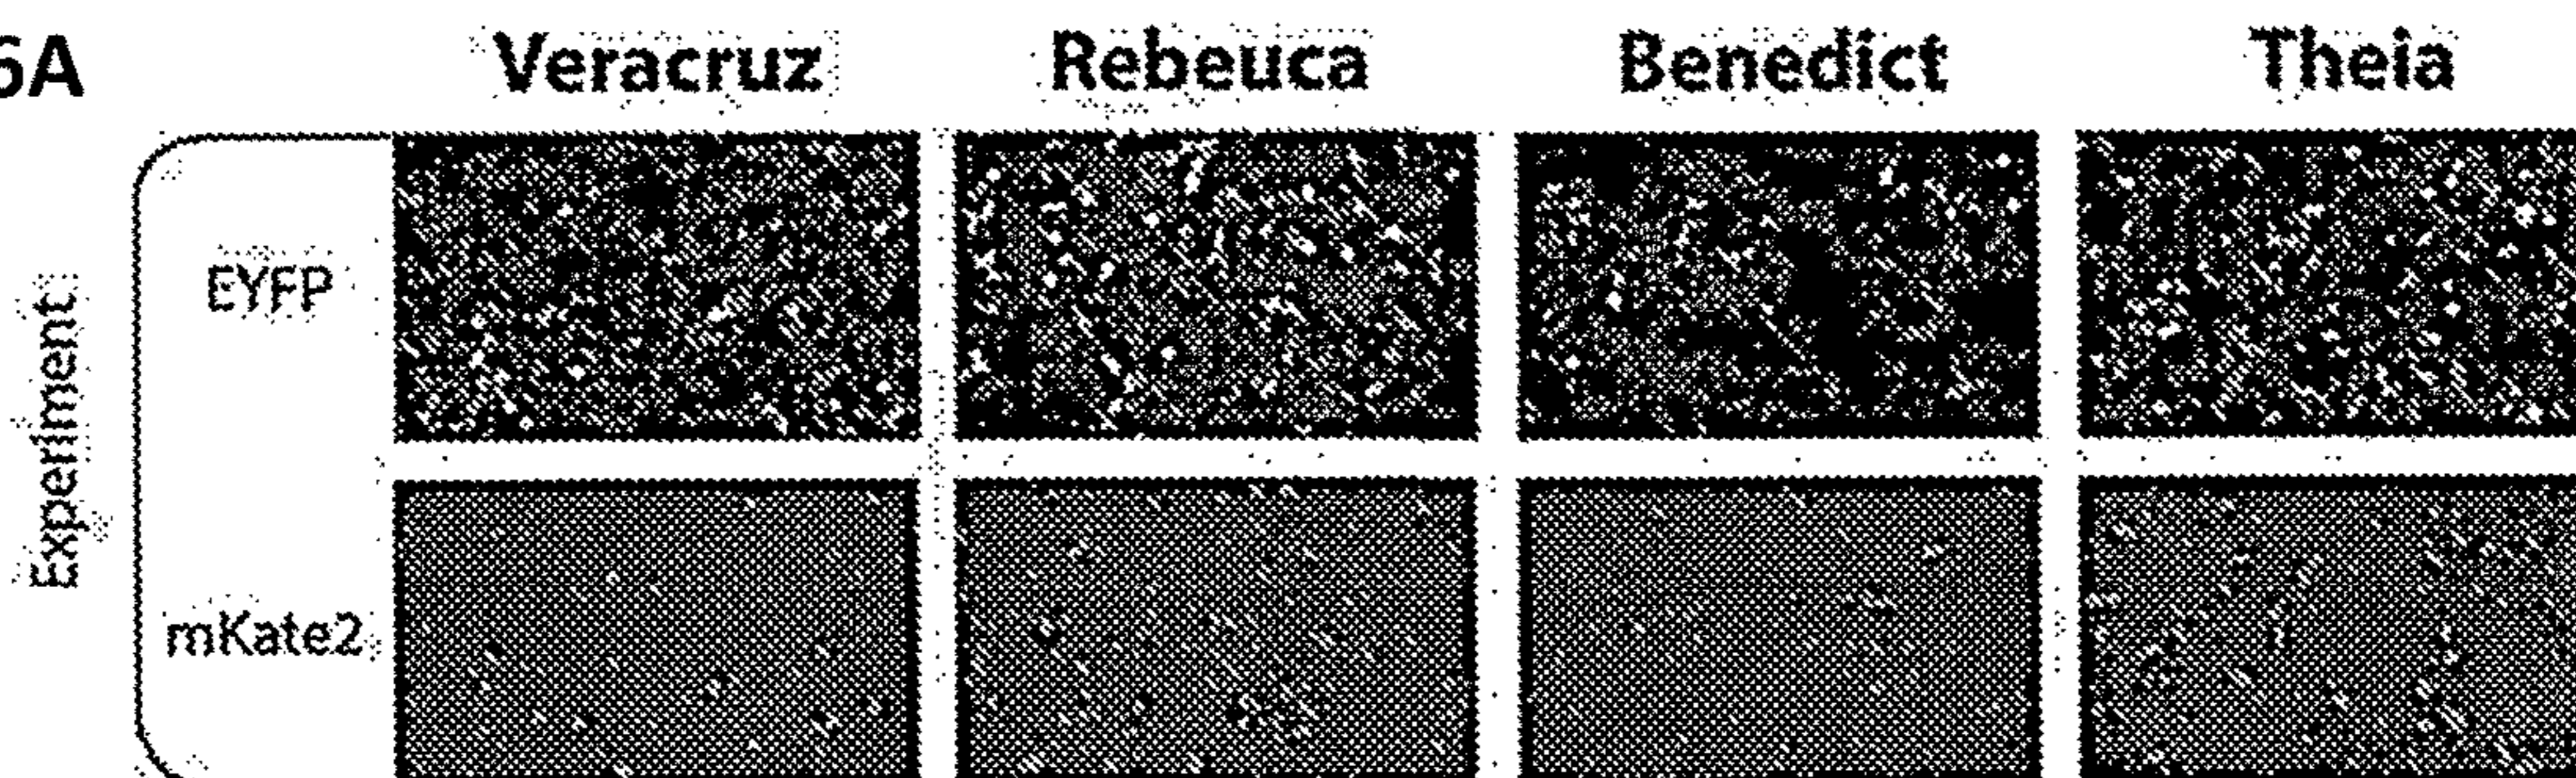 6A
Veracruz Rebeuca Benedict Theia
Experiment
EYFP
mKate2